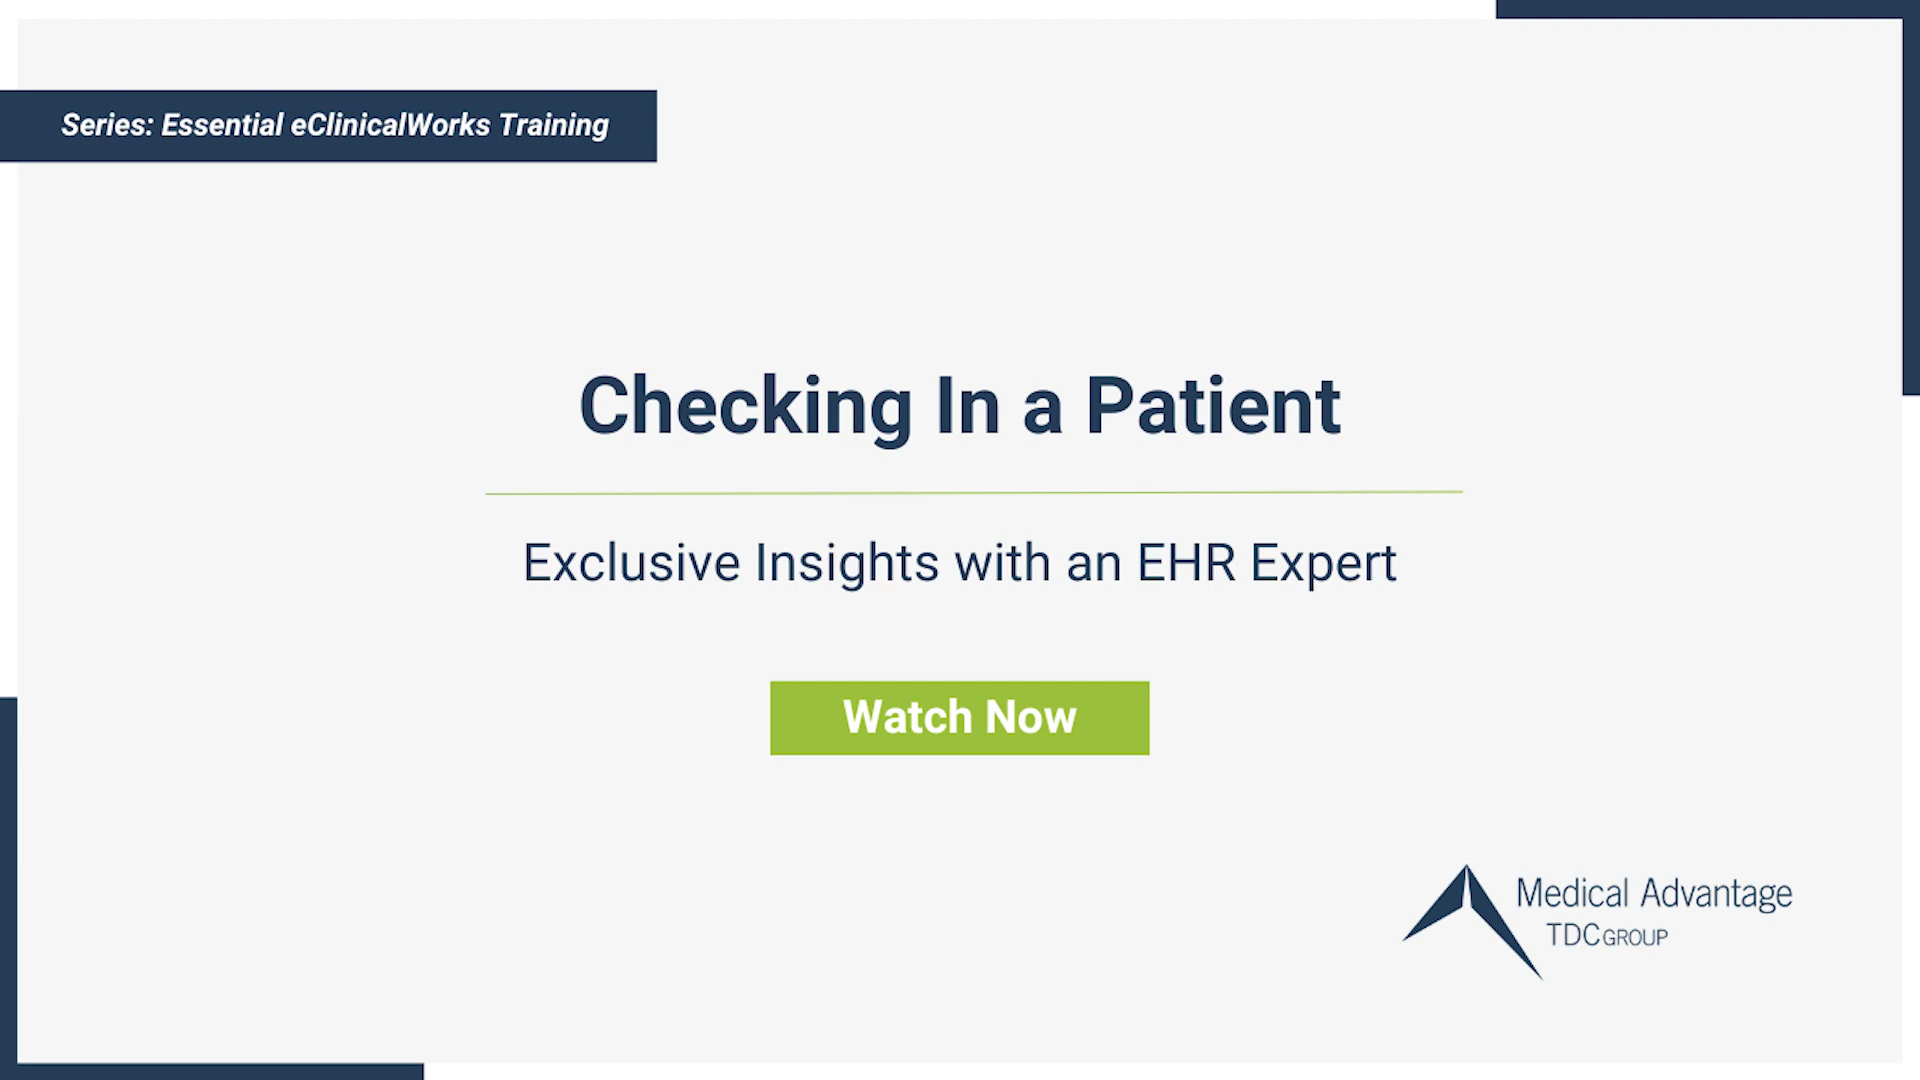 Series: Essential eClinicalWorks Training
Checking In a Patient
Exclusive Insights with an EHR Expert
Watch Now
Medical Advantage
TDCGROUP